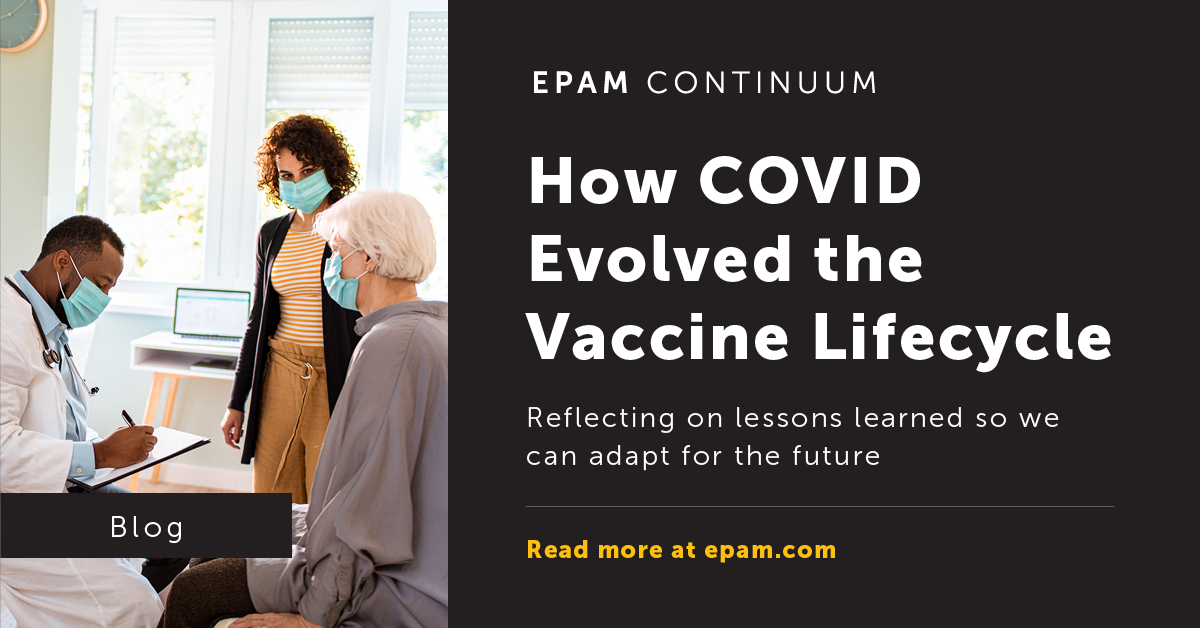 EPAM CONTINUUM
How COVID
Evolved the
Vaccine Lifecycle
Reflecting on lessons learned so we
can adapt for the future
Read more at epam.com
Blog